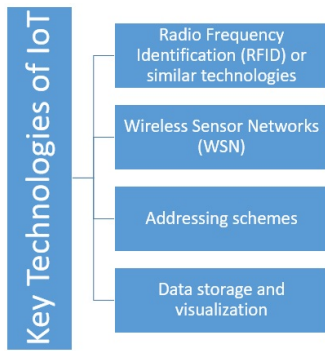 Key Technologies of IoT
Radio Frequency
Identification (RFID) or
similar technologies
Wireless Sensor Networks
(WSN)
Addressing schemes
Data storage and
visualization